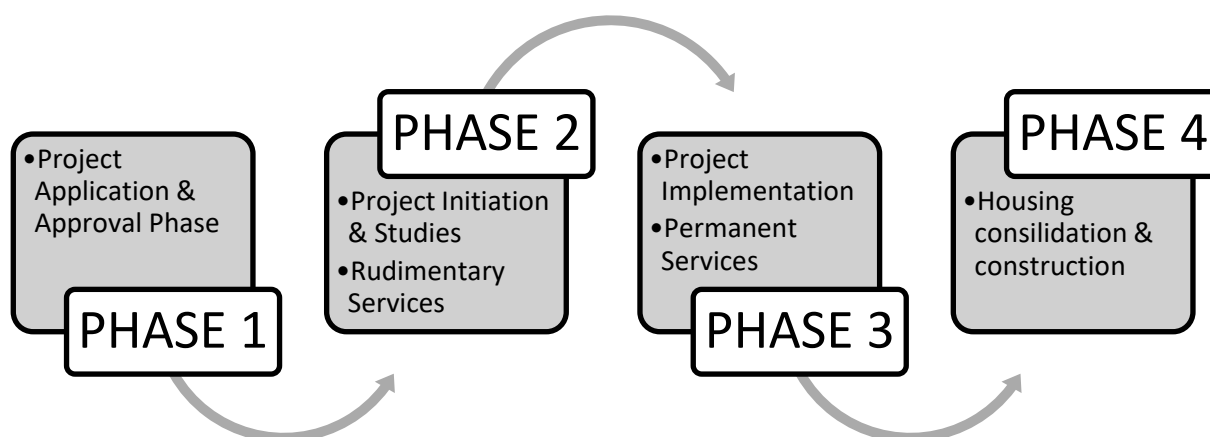 •Project
Application &
Approval Phase
PHASE 1
PHASE 2
•Project Initiation
& Studies
•Rudimentary
Services
•Project
Implementation
•Permanent
Services
PHASE 3
PHASE 4
•Housing
consilidation &
construction